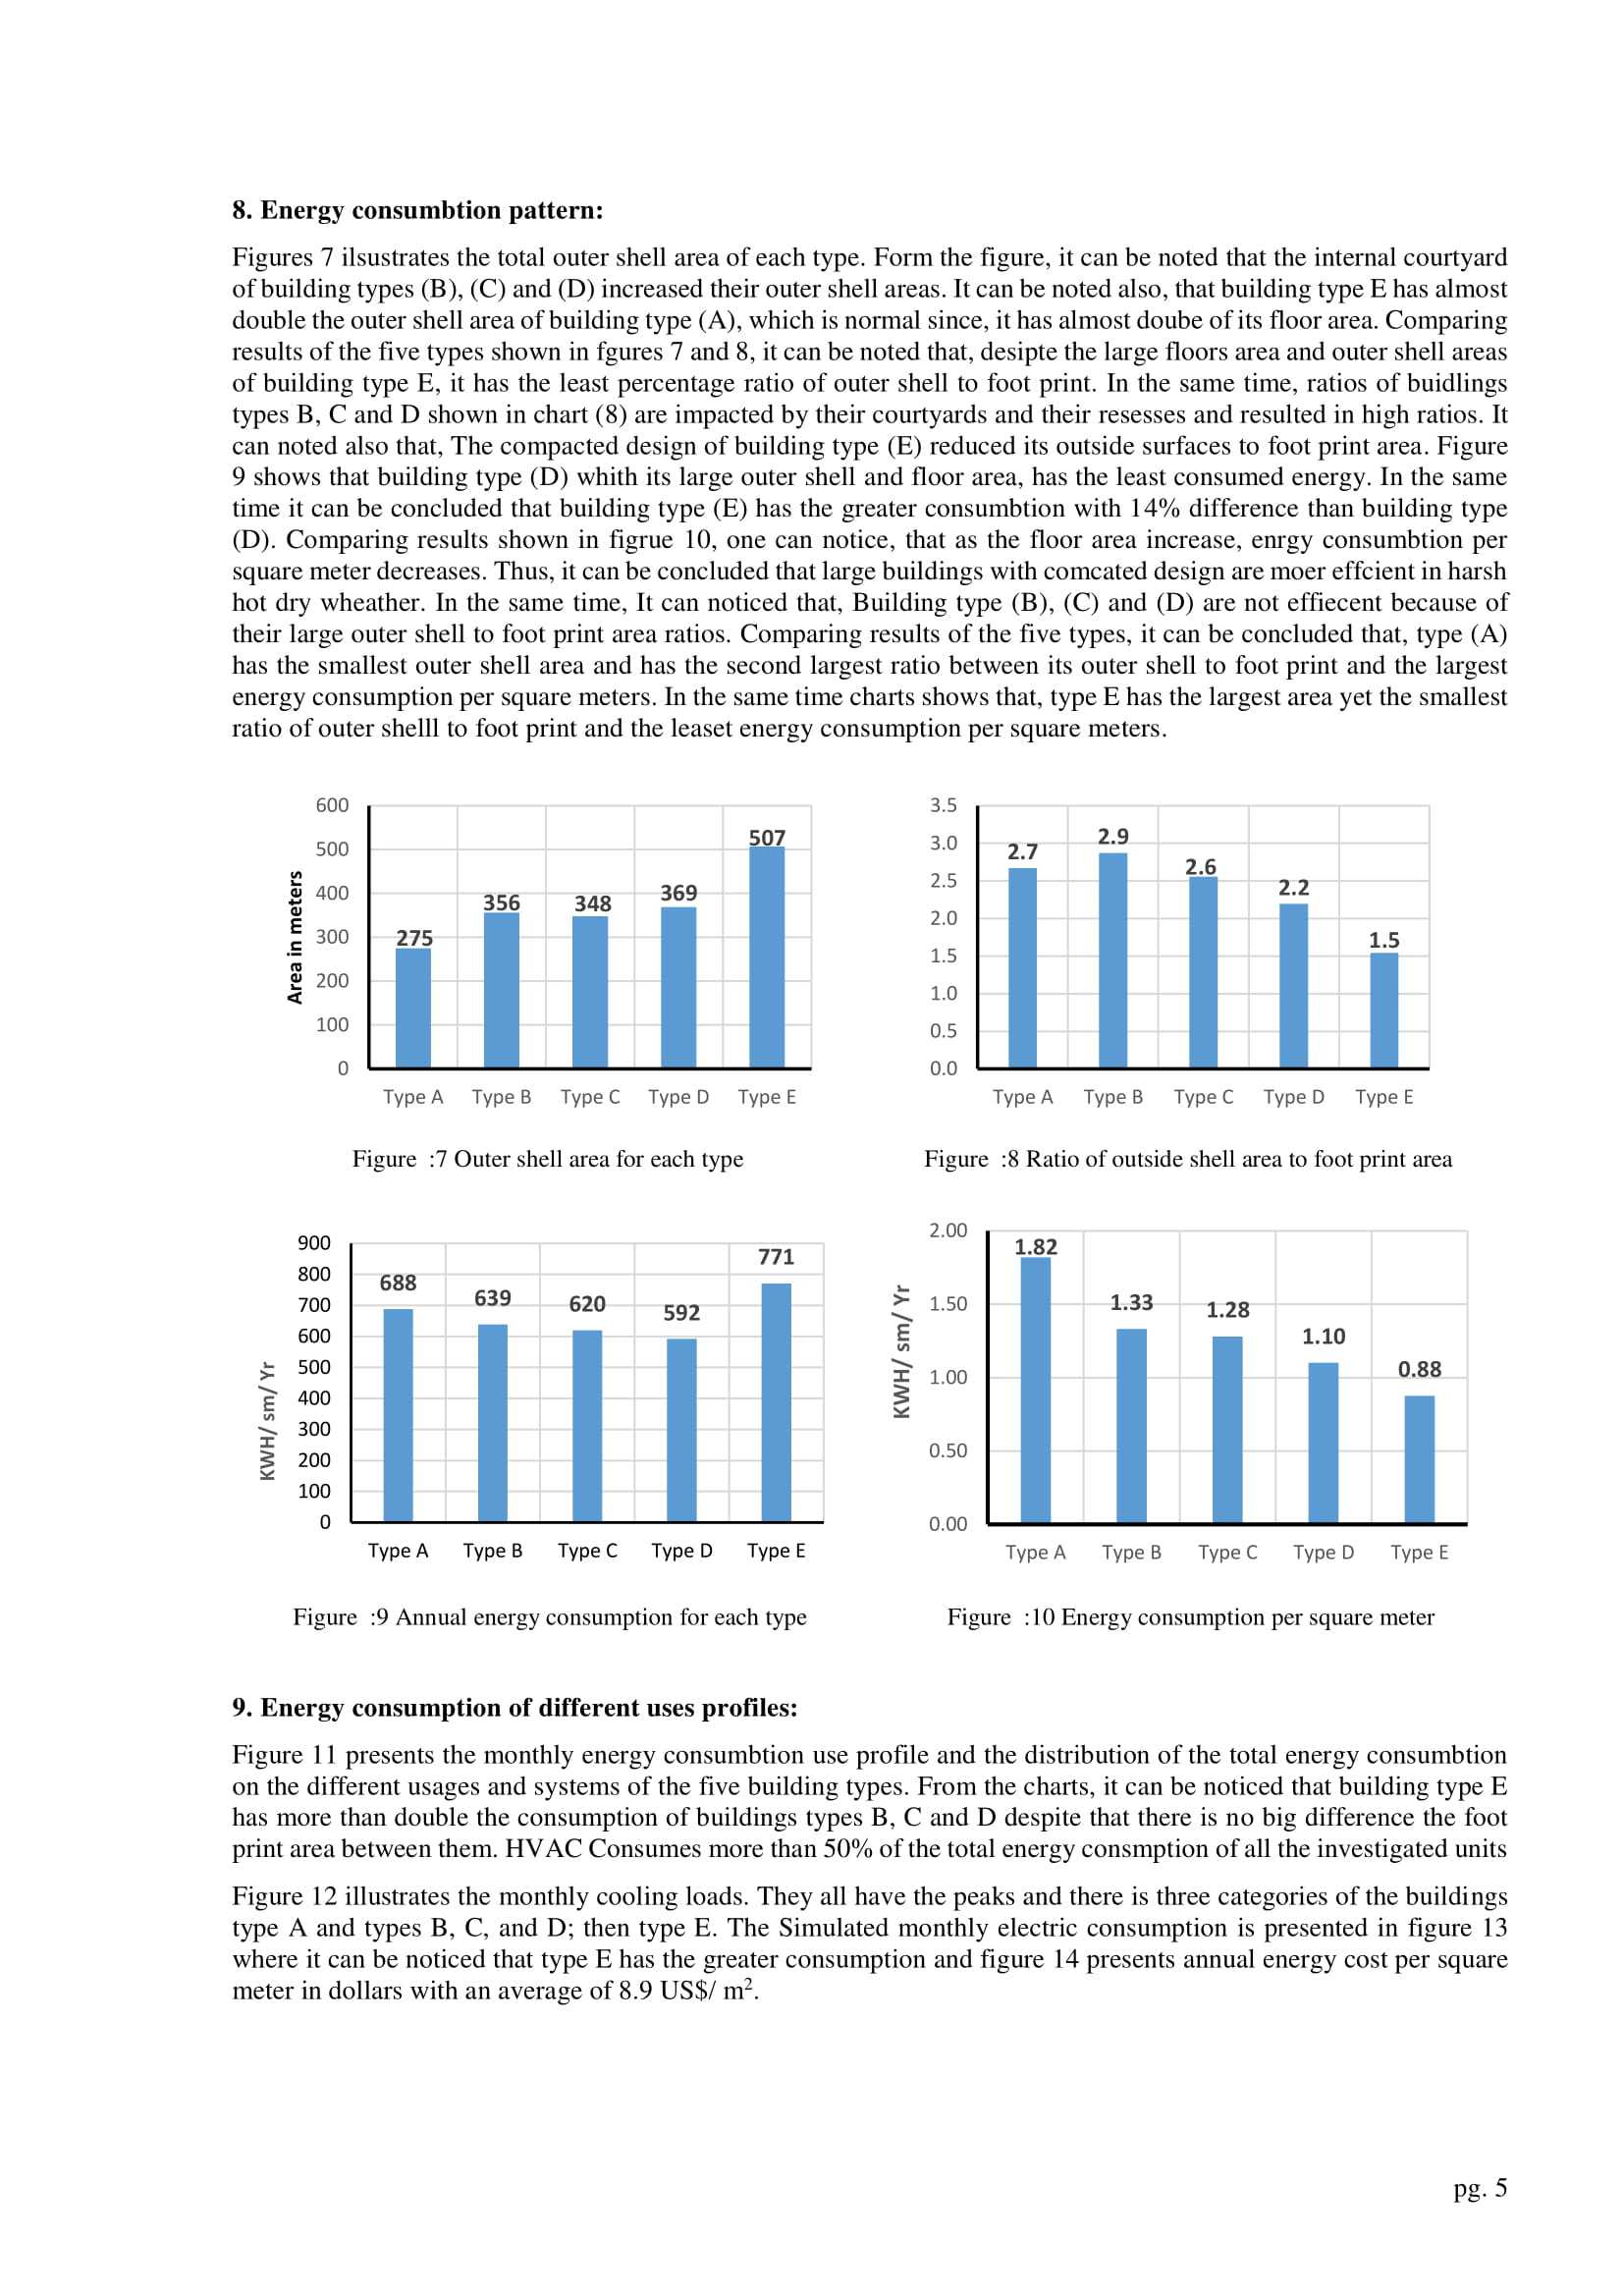 8. Energy consumbtion pattern:
Figures 7 ilsustrates the total outer shell area of each type. Form the figure, it can be noted that the internal courtyard
of building types (B), (C) and (D) increased their outer shell areas. It can be noted also, that building type E has almost
double the outer shell area of building type (A), which is normal since, it has almost doube of its floor area. Comparing
results of the five types shown in fgures 7 and 8, it can be noted that, desipte the large floors area and outer shell areas
of building type E, it has the least percentage ratio of outer shell to foot print. In the same time, ratios of buidlings
types B, C and D shown in chart (8) are impacted by their courtyards and their resesses and resulted in high ratios. It
can noted also that, The compacted design of building type (E) reduced its outside surfaces to foot print area. Figure
9 shows that building type (D) whith its large outer shell and floor area, has the least consumed energy. In the same
time it can be concluded that building type (E) has the greater consumbtion with 14% difference than building type
(D). Comparing results shown in figrue 10, one can notice, that as the floor area increase, enrgy consumbtion per
square meter decreases. Thus, it can be concluded that large buildings with comcated design are moer effcient in harsh
hot dry wheather. In the same time, It can noticed that, Building type (B), (C) and (D) are not effiecent because of
their large outer shell to foot print area ratios. Comparing results of the five types, it can be concluded that, type (A)
has the smallest outer shell area and has the second largest ratio between its outer shell to foot print and the largest
energy consumption per square meters. In the same time charts shows that, type E has the largest area yet the smallest
ratio of outer shelll to foot print and the leaset energy consumption per square meters.
Area in meters
600
500
400
300
200
100
0
275
356
348
369
507
Type A Type B Type C Type D Type E
Figure :7 Outer shell area for each type
3.5
3.0
2.5
2.0
1.5
1.0
0.5
0.0
2.7
2.9
2.6
2.2
1.5
Type A Type B Type C Type D Type E
Figure :8 Ratio of outside shell area to foot print area
KWH/ sm/ Yr
900
800
700
600
500
400
300
200
100
0
688
639
620
592
771
Type A Type B Type C Type D Type E
Figure :9 Annual energy consumption for each type
KWH/ sm/ Yr
2.00
1.50
1.00
0.50
0.00
1.82
1.33
1.28
1.10
0.88
Type A Type B Type C Type D Type E
Figure :10 Energy consumption per square meter
9. Energy consumption of different uses profiles:
Figure 11 presents the monthly energy consumbtion use profile and the distribution of the total energy consumbtion
on the different usages and systems of the five building types. From the charts, it can be noticed that building type E
has more than double the consumption of buildings types B, C and D despite that there is no big difference the foot
print area between them. HVAC Consumes more than 50% of the total energy consmption of all the investigated units
Figure 12 illustrates the monthly cooling loads. They all have the peaks and there is three categories of the buildings
type A and types B, C, and D; then type E. The Simulated monthly electric consumption is presented in figure 13
where it can be noticed that type E has the greater consumption and figure 14 presents annual energy cost per square
meter in dollars with an average of 8.9 US$/ m².
pg. 5